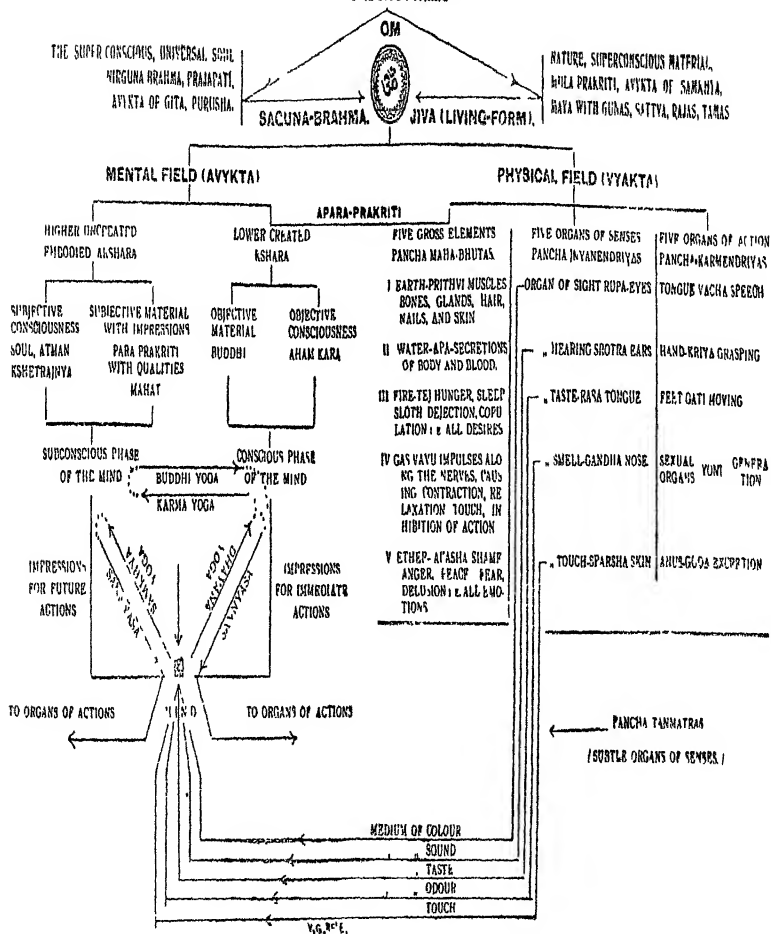 OM
THE SUPER CONSCIOUS, UNIVERSAL SOUL
NIRGUNA BRAHMA, PRAJAPATI,
AVYKTA OF GITA, PURUSHA.
NATURE, SUPERCONSCIOUS MATERIAL,
MULA PRAKRITI, AVYKTA OF SAMKHYA,
MAYA WITH GUNAS, SATTVA, RAJAS, TAMAS
ॐ
SAGUNA-BRAHMA.
JIVA (LIVING-FORM).
MENTAL FIELD (AVYKTA)
PHYSICAL FIELD (VYAKTA)
APARA-PRAKRITI
HIGHER UNCREATED
EMBODIED AKSHARA
LOWER CREATED
KSHARA
SUBJECTIVE
CONSCIOUSNESS
SOUL, ATMAN
KSHETRAJNYA
SUBJECTIVE MATERIAL
WITH IMPRESSIONS
PARA PRAKRITI
WITH QUALITIES
MAHAT
OBJECTIVE
MATERIAL
BUDDHI
OBJECTIVE
CONSCIOUSNESS
AHAM KARA
SUBCONSCIOUS PHASE
OF THE MIND
CONSCIOUS PHASE
OF THE MIND
BUDDHI YOGA
KARMA YOGA
IMPRESSIONS
FOR FUTURE
ACTIONS
SAMKHYA
YOGA
DHAYANA
YOGA
IMPRESSIONS
FOR IMMEDIATE
ACTIONS
TO ORGANS OF ACTIONS
MIND
TO ORGANS OF ACTIONS
FIVE GROSS ELEMENTS
PANCHA MAHA-BHUTAS
I EARTH-PRITHVI MUSCLES
BONES, GLANDS, HAIR,
NAILS, AND SKIN
II WATER-APA-SECRETIONS
OF BODY AND BLOOD.
III FIRE-TEJ HUNGER, SLEEP
SLOTH DEJECTION, COPU
LATION I E ALL DESIRES
IV GAS VAYU IMPULSES ALO
NG THE NERVES, CAUS
ING CONTRACTION, RE
LAXATION TOUCH, IN
HIBITION OF ACTION
V ETHER-AKASHA SHAME
ANGER, PEACE FEAR,
DELUSION I E ALL EMO
TIONS
FIVE ORGANS OF SENSES
PANCHA JNYANENDRIYAS
ORGAN OF SIGHT RUPA-EYES
„ HEARING SROTRA EARS
„ TASTE-RASA TONGUE
„ SMELL-GANDHA NOSE
„ TOUCH-SPARSHA SKIN
FIVE ORGANS OF ACTION
PANCHA-KARMENDRIYAS
TONGUE VACHA SPEECH
HAND-KRIYA GRASPING
FEET GATI MOVING
SEXUAL ORGANS YONI GENERA
TION
ANUS-GUDA EXCRETION
PANCHA TANMATRAS
(SUBTLE ORGANS OF SENSES)
MEDIUM OF COLOUR
„ „ SOUND
„ TASTE
„ „ ODOUR
TOUCH